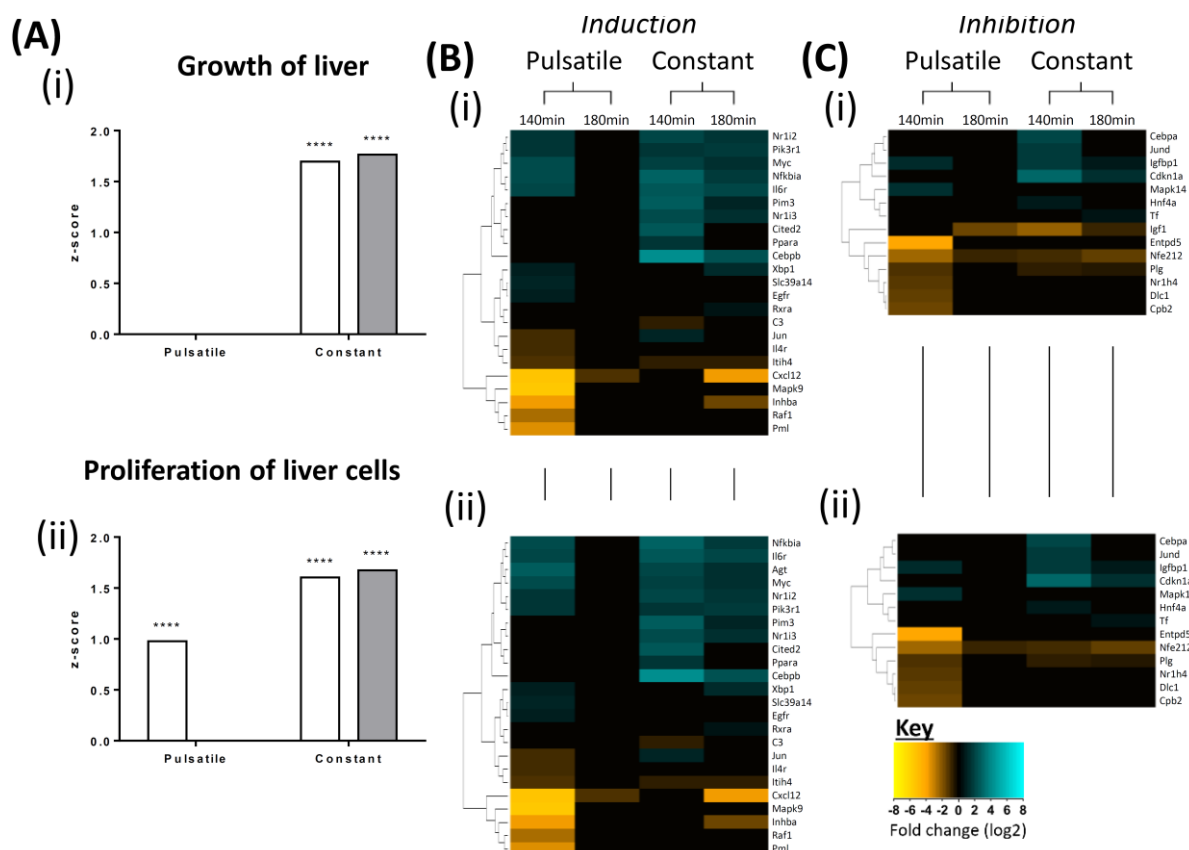 (A)
(i)
Growth of liver
2.0
1.5
1.0
0.5
0.0
z-score
****
****
Pulsatile
Constant
Proliferation of liver cells
(ii)
2.0
1.5
1.0
0.5
0.0
z-score
****
****
****
Pulsatile
Constant
Induction
(B)
Pulsatile Constant
(i)
140min 180min 140min 180min
Nr1i2
Pik3r1
Myc
Nfkbia
Il6r
Pim3
Nr1i3
Cited2
Ppara
Cebpb
Xbp1
Slc39a14
Egfr
Rxra
C3
Jun
Il4r
Itih4
Cxcl12
Mapk9
Inhba
Raf1
Pml
(ii)
Nfkbia
Il6r
Agt
Myc
Nr1i2
Pik3r1
Pim3
Nr1i3
Cited2
Ppara
Cebpb
Xbp1
Slc39a14
Egfr
Rxra
C3
Jun
Il4r
Itih4
Cxcl12
Mapk9
Inhba
Raf1
Pml
Inhibition
(C)
Pulsatile Constant
(i)
140min 180min 140min 180min
Cebpa
Jund
Igfbp1
Cdkn1a
Mapk14
Hnf4a
Tf
Igf1
Entpd5
Nfe212
Plg
Nr1h4
Dlc1
Cpb2
(ii)
Cebpa
Jund
Igfbp1
Cdkn1a
Mapk1
Hnf4a
Tf
Entpd5
Nfe212
Plg
Nr1h4
Dlc1
Cpb2
Key
-8 -6 -4 -2 0 2 4 6 8
Fold change (log2)